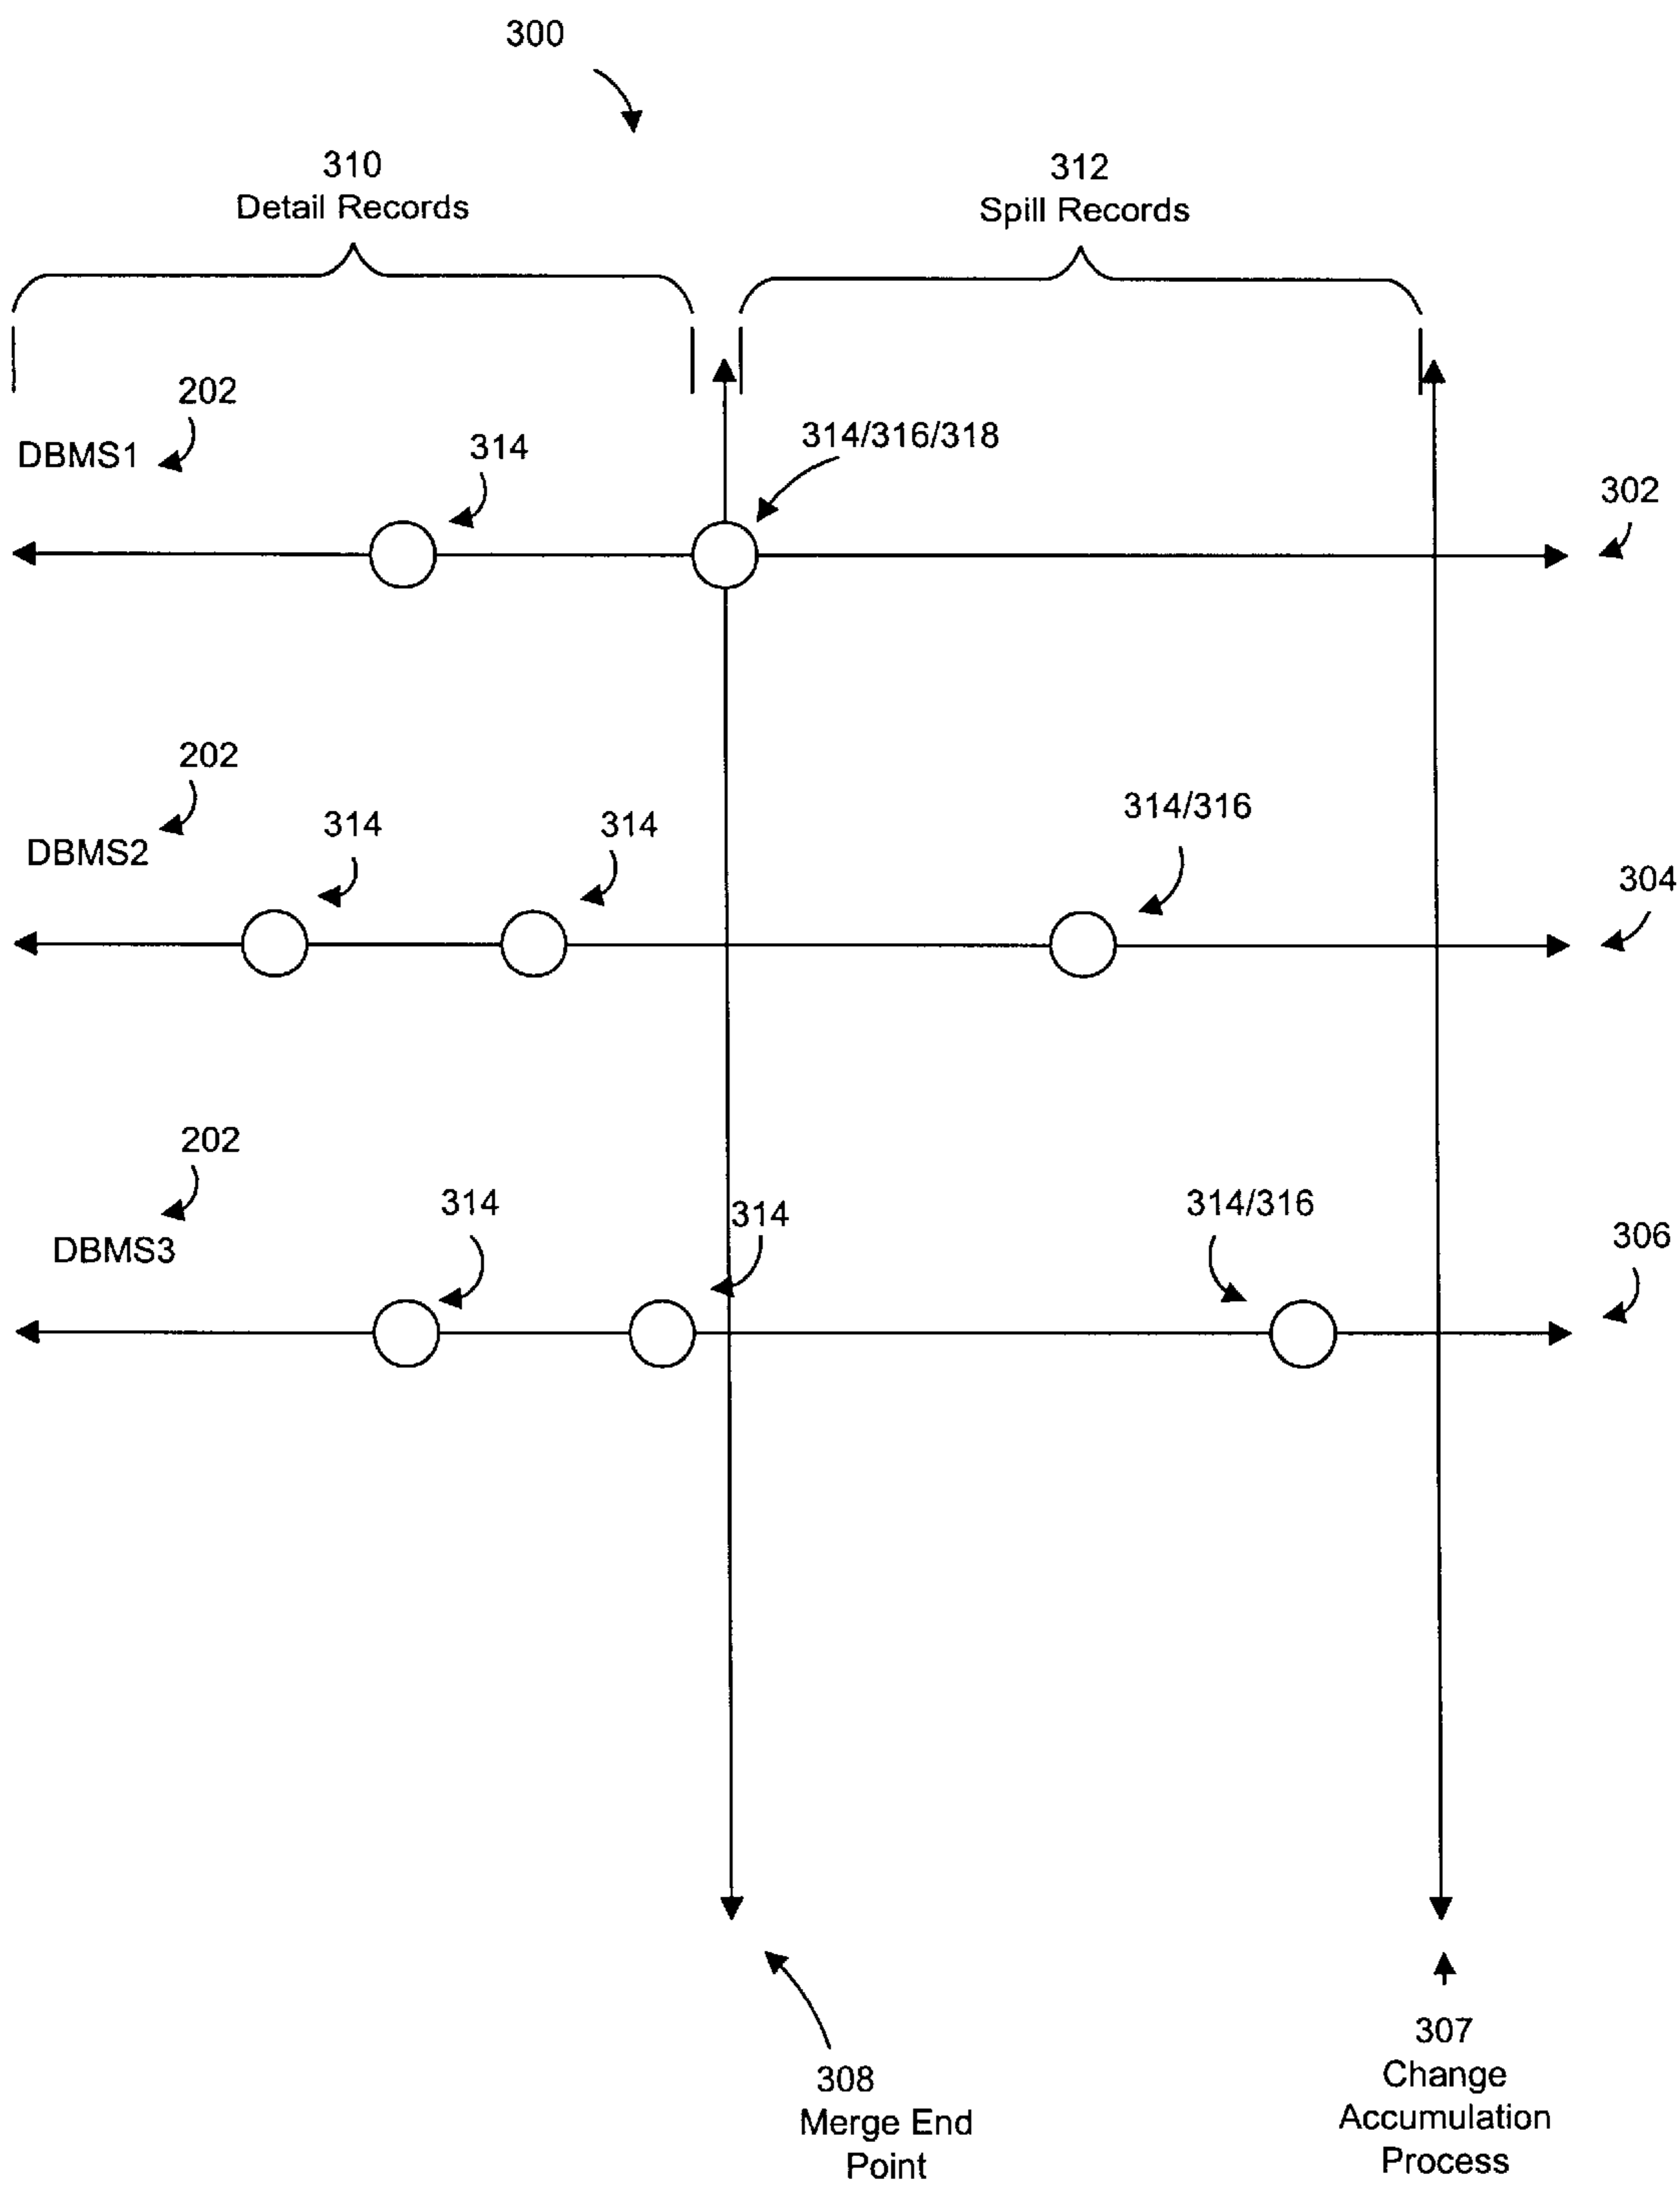 300
310
Detail Records
312
Spill Records
202
DBMS1
314
314/316/318
302
202
DBMS2
314
314
314/316
304
202
DBMS3
314
314
314/316
306
308
Merge End
Point
307
Change
Accumulation
Process